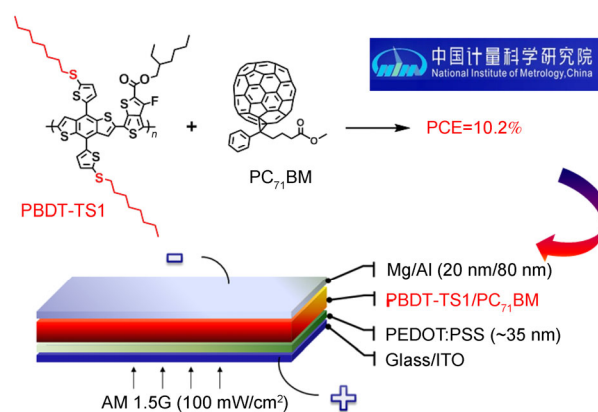 S
S
O
O
F
S
S
S
S
S
S
n
PBDT-TS1
+
O
O
PC71BM
中国计量科学研究院
NIM
National Institute of Metrology,China
PCE=10.2%
Mg/Al (20 nm/80 nm)
PBDT-TS1/PC71BM
PEDOT:PSS (~35 nm)
Glass/ITO
AM 1.5G (100 mW/cm²)